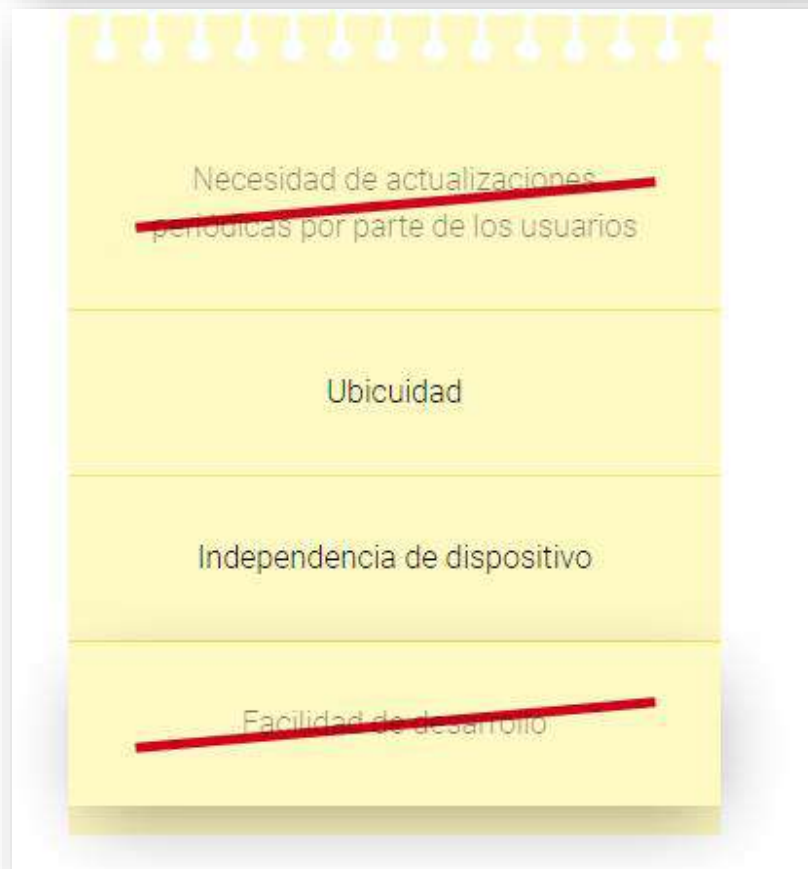 Necesidad de actualizaciones
periódicas por parte de los usuarios
Ubicuidad
Independencia de dispositivo
Facilidad de desarrollo